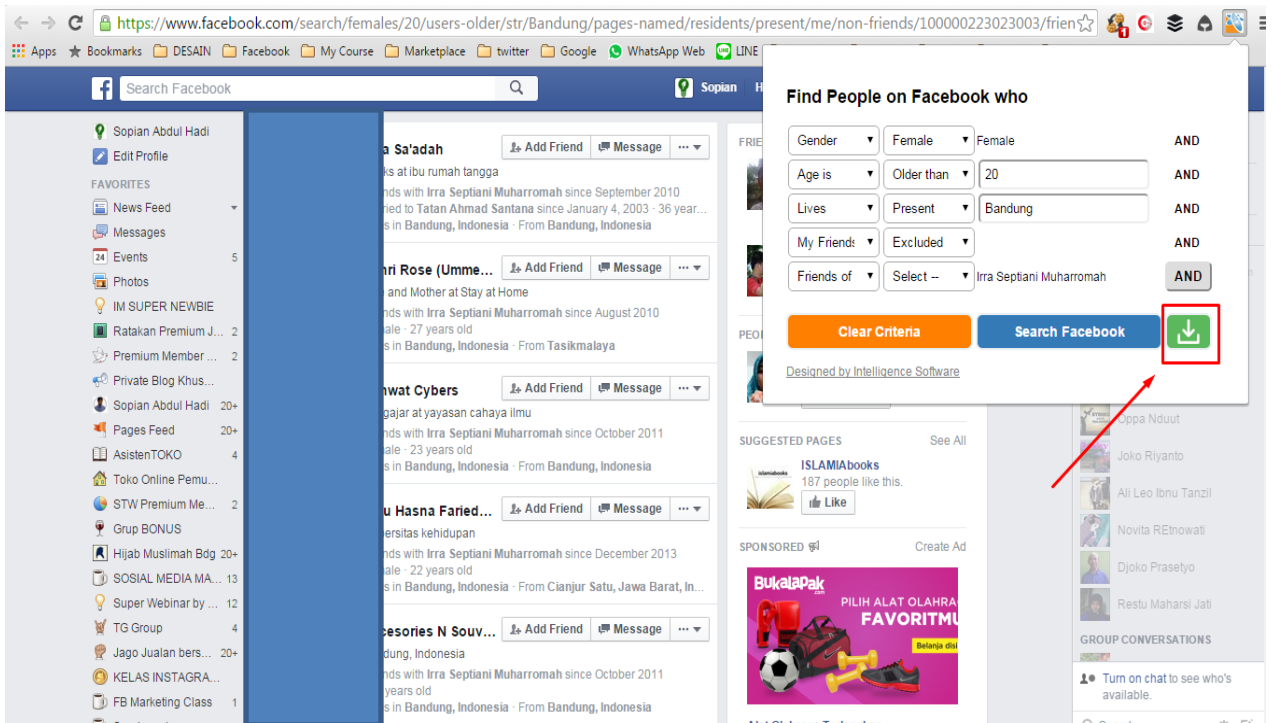 https://www.facebook.com/search/females/20/users-older/str/Bandung/pages-named/residents/present/me/non-friends/100000223023003/frien
Apps Bookmarks DESAIN Facebook My Course Marketplace twitter Google WhatsApp Web LINE
Search Facebook
Sopian H
Sopian Abdul Hadi
Edit Profile
FAVORITES
News Feed
Messages
24 Events 5
Photos
IM SUPER NEWBIE
Ratakan Premium J... 2
Premium Member ... 2
Private Blog Khus...
Sopian Abdul Hadi 20+
Pages Feed 20+
AsistenTOKO 4
Toko Online Pemu...
STW Premium Me... 2
Grup BONUS
Hijab Muslimah Bdg 20+
SOSIAL MEDIA MA... 13
Super Webinar by ... 12
TG Group 4
Jago Jualan bers... 20+
KELAS INSTAGRA...
FB Marketing Class 1
a Sa'adah Add Friend Message ...
ks at ibu rumah tangga
nds with Irra Septiani Muharromah since September 2010
ried to Tatan Ahmad Santana since January 4, 2003 · 36 year...
s in Bandung, Indonesia · From Bandung, Indonesia
nri Rose (Umme... Add Friend Message ...
and Mother at Stay at Home
nds with Irra Septiani Muharromah since August 2010
ale · 27 years old
s in Bandung, Indonesia · From Tasikmalaya
wat Cybers Add Friend Message ...
gajar at yayasan cahaya ilmu
nds with Irra Septiani Muharromah since October 2011
ale · 23 years old
s in Bandung, Indonesia · From Bandung, Indonesia
u Hasna Faried... Add Friend Message ...
ersitas kehidupan
nds with Irra Septiani Muharromah since December 2013
ale · 22 years old
s in Bandung, Indonesia · From Cianjur Satu, Jawa Barat, In...
cesories N Souv... Add Friend Message ...
dung, Indonesia
nds with Irra Septiani Muharromah since October 2011
years old
s in Bandung, Indonesia · From Bandung, Indonesia
FRIE
PEO
SUGGESTED PAGES See All
islamiabooks
ISLAMIAbooks
187 people like this.
Like
SPONSORED Create Ad
Bukalapak
.com
PILIH ALAT OLAHRA
FAVORITMU
Belanja disi
Find People on Facebook who
Gender Female Female AND
Age is Older than 20 AND
Lives Present Bandung AND
My Friends Excluded AND
Friends of Select -- Irra Septiani Muharromah AND
Clear Criteria Search Facebook
Designed by Intelligence Software
Oppa Nduut
Joko Riyanto
Ali Leo Ibnu Tanzil
Novita REtnowati
Djoko Prasetyo
Restu Maharsi Jati
GROUP CONVERSATIONS
Turn on chat to see who's
available.